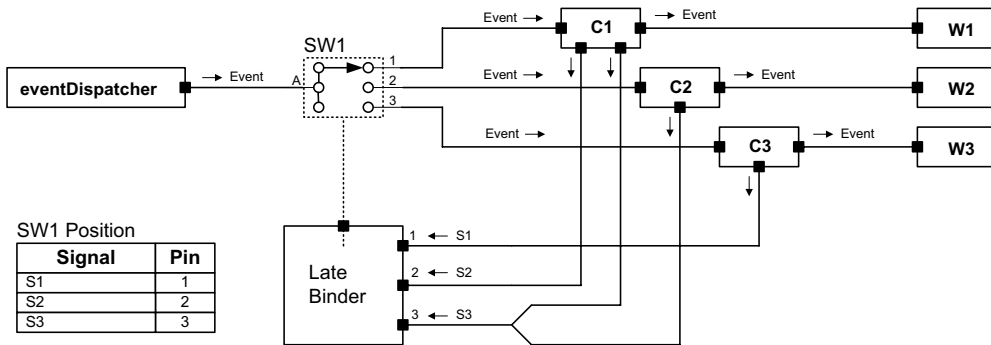 Event
C1
Event
W1
SW1
1
eventDispatcher
Event
A
2
Event
C2
Event
W2
3
Event
C3
Event
W3
SW1 Position
Signal Pin
S1 1
S2 2
S3 3
Late
Binder
1 S1
2 S2
3 S3